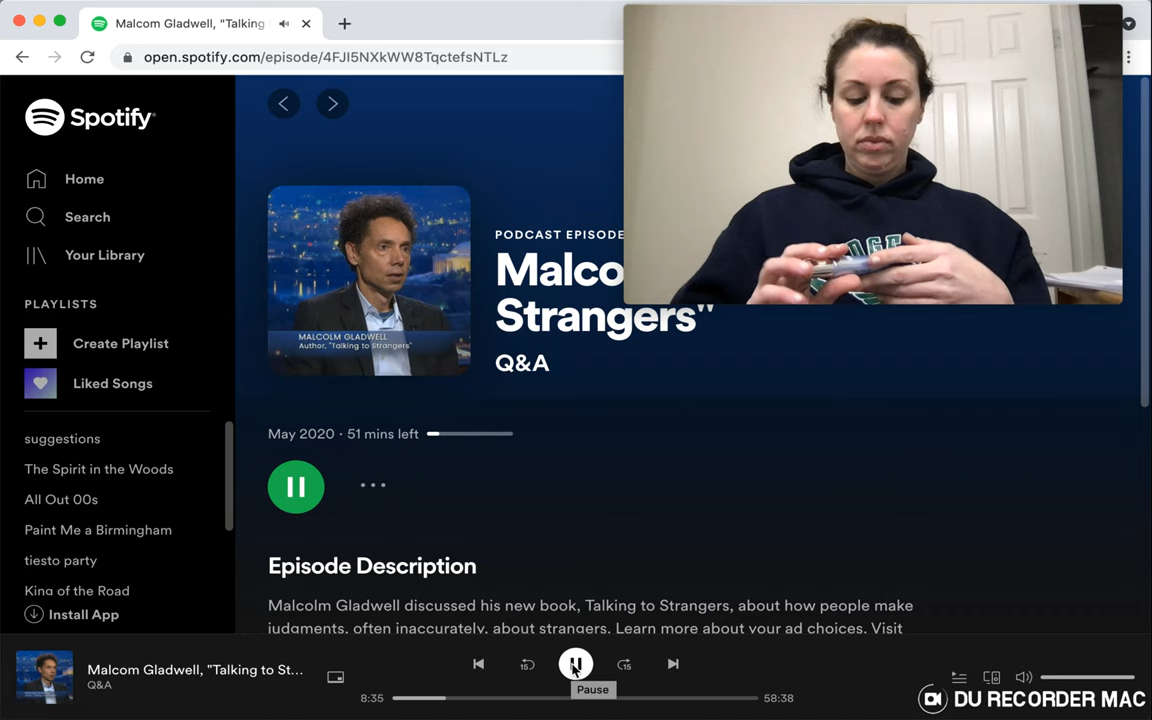 Malcom Gladwell, "Talking
open.spotify.com/episode/4FJI5NXkWW8TqctefsNTLz
Spotify
Home
Search
Your Library
PLAYLISTS
Create Playlist
Liked Songs
suggestions
The Spirit in the Woods
All Out 00s
Paint Me a Birmingham
tiesto party
King of the Road
Install App
PODCAST EPISODE
Malco
Strangers"
Q&A
MALCOLM GLADWELL
Author, "Talking to Strangers"
May 2020 · 51 mins left
Episode Description
Malcolm Gladwell discussed his new book, Talking to Strangers, about how people make
judgments, often inaccurately, about strangers. Learn more about your ad choices. Visit
Malcom Gladwell, "Talking to St...
Q&A
15
15
Pause
8:35
58:38
DU RECORDER MAC